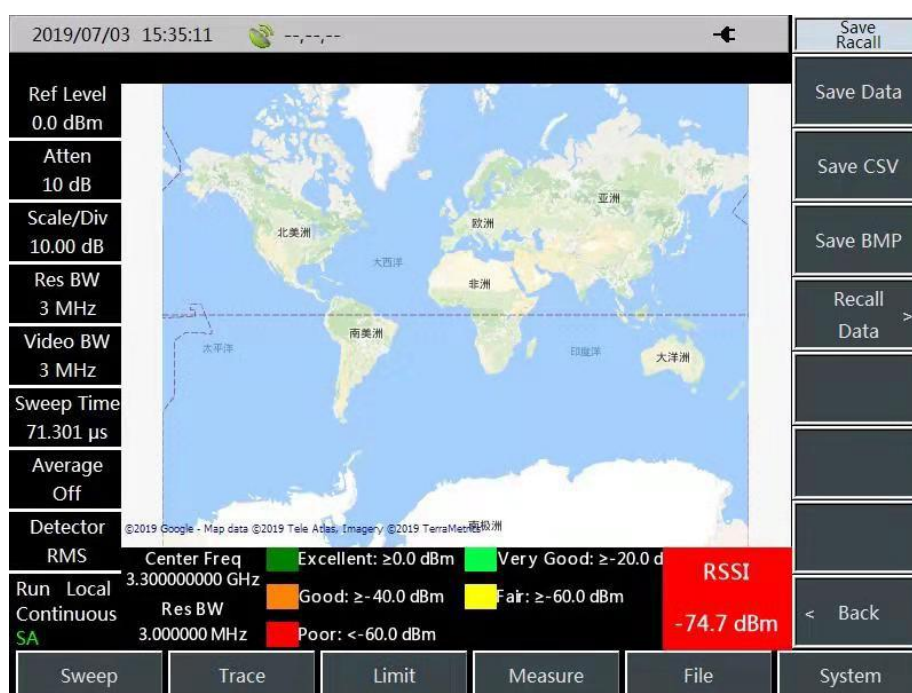 2019/07/03 15:35:11 --,--,--
Save
Racall
Ref Level
0.0 dBm
Atten
10 dB
Scale/Div
10.00 dB
Res BW
3 MHz
Video BW
3 MHz
Sweep Time
71.301 µs
Average
Off
Detector
RMS
Run Local
Continuous
SA
亚洲
欧洲
北美洲
大西洋
非洲
南美洲
太平洋
印度洋
大洋洲
南极洲
©2019 Google - Map data ©2019 Tele Atlas, Imagery ©2019 TerraMetrics
Center Freq
3.300000000 GHz
Res BW
3.000000 MHz
Excellent: ≥0.0 dBm
Very Good: ≥-20.0 d
Good: ≥-40.0 dBm
Fair: ≥-60.0 dBm
Poor: <-60.0 dBm
RSSI
-74.7 dBm
Save Data
Save CSV
Save BMP
Recall
Data >
< Back
Sweep
Trace
Limit
Measure
File
System